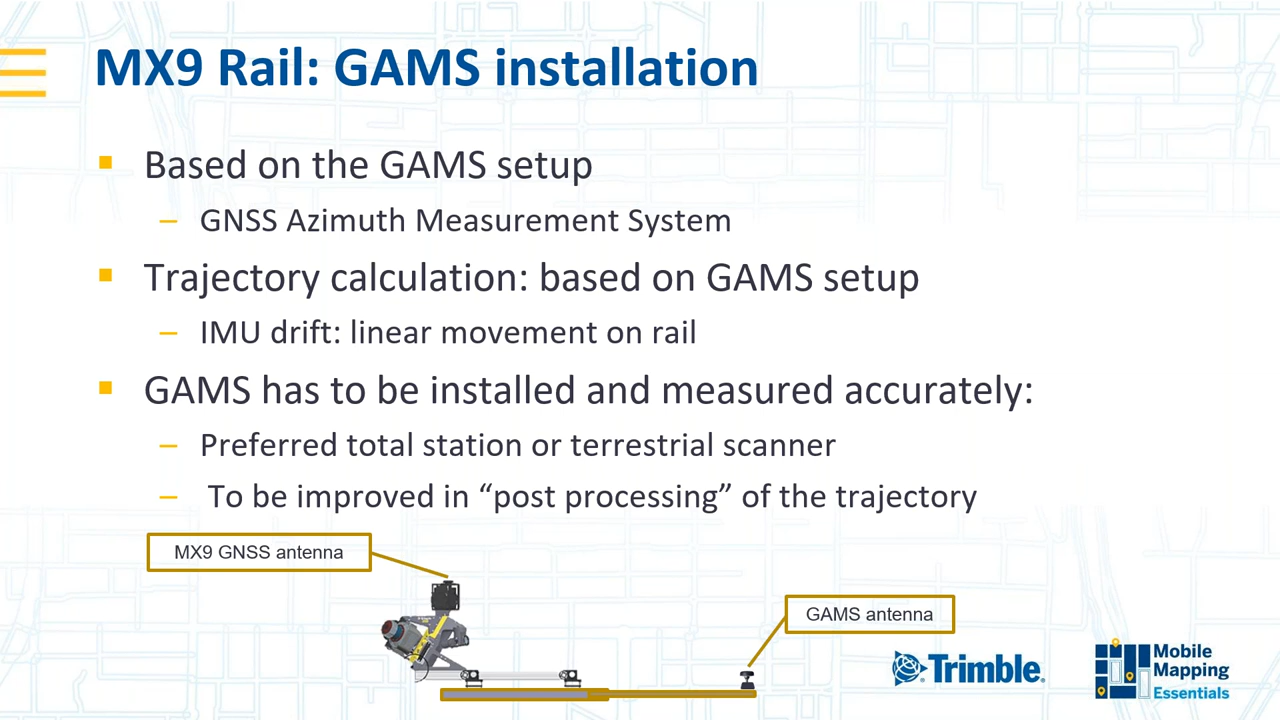 MX9 Rail: GAMS installation
Based on the GAMS setup
– GNSS Azimuth Measurement System
Trajectory calculation: based on GAMS setup
– IMU drift: linear movement on rail
GAMS has to be installed and measured accurately:
– Preferred total station or terrestrial scanner
– To be improved in “post processing” of the trajectory
MX9 GNSS antenna
GAMS antenna
Trimble.
Mobile
Mapping
Essentials